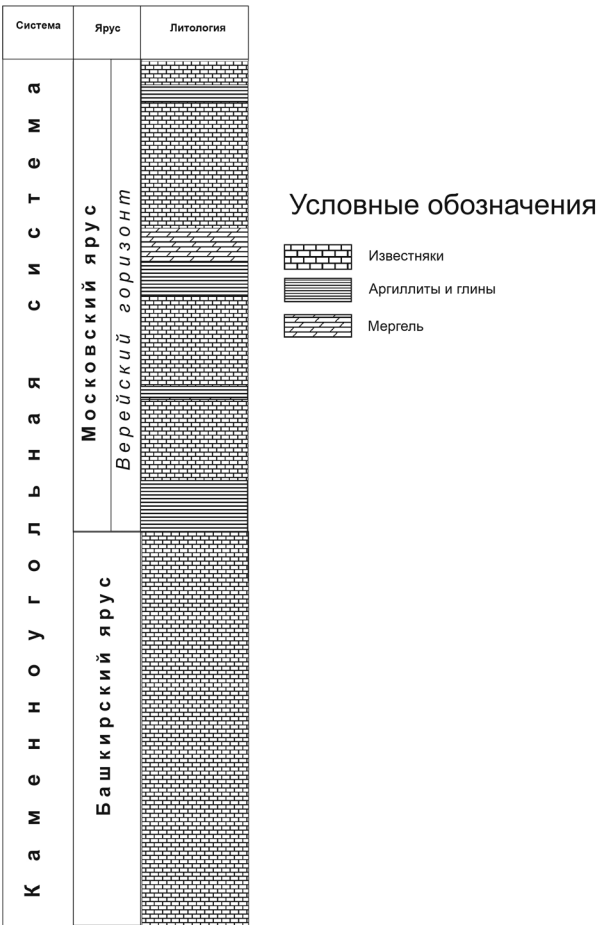 Система
Ярус
Литология
Каменноугольная система
Московский ярус
Верейский горизонт
Башкирский ярус
Условные обозначения
Известняки
Аргиллиты и глины
Мергель